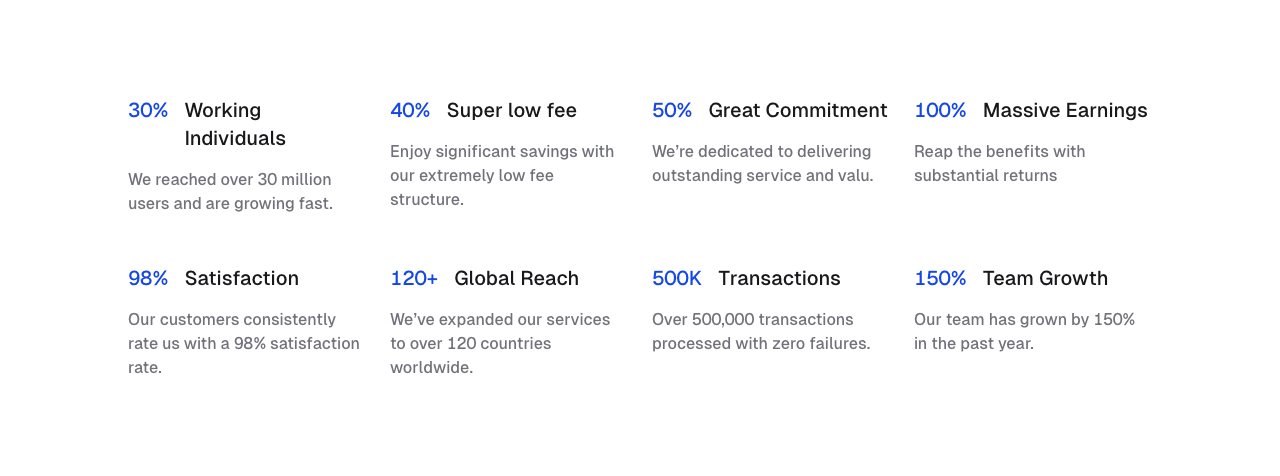 30% Working
Individuals
We reached over 30 million
users and are growing fast.
40% Super low fee
Enjoy significant savings with
our extremely low fee
structure.
50% Great Commitment
We’re dedicated to delivering
outstanding service and valu.
100% Massive Earnings
Reap the benefits with
substantial returns
98% Satisfaction
Our customers consistently
rate us with a 98% satisfaction
rate.
120+ Global Reach
We’ve expanded our services
to over 120 countries
worldwide.
500K Transactions
Over 500,000 transactions
processed with zero failures.
150% Team Growth
Our team has grown by 150%
in the past year.